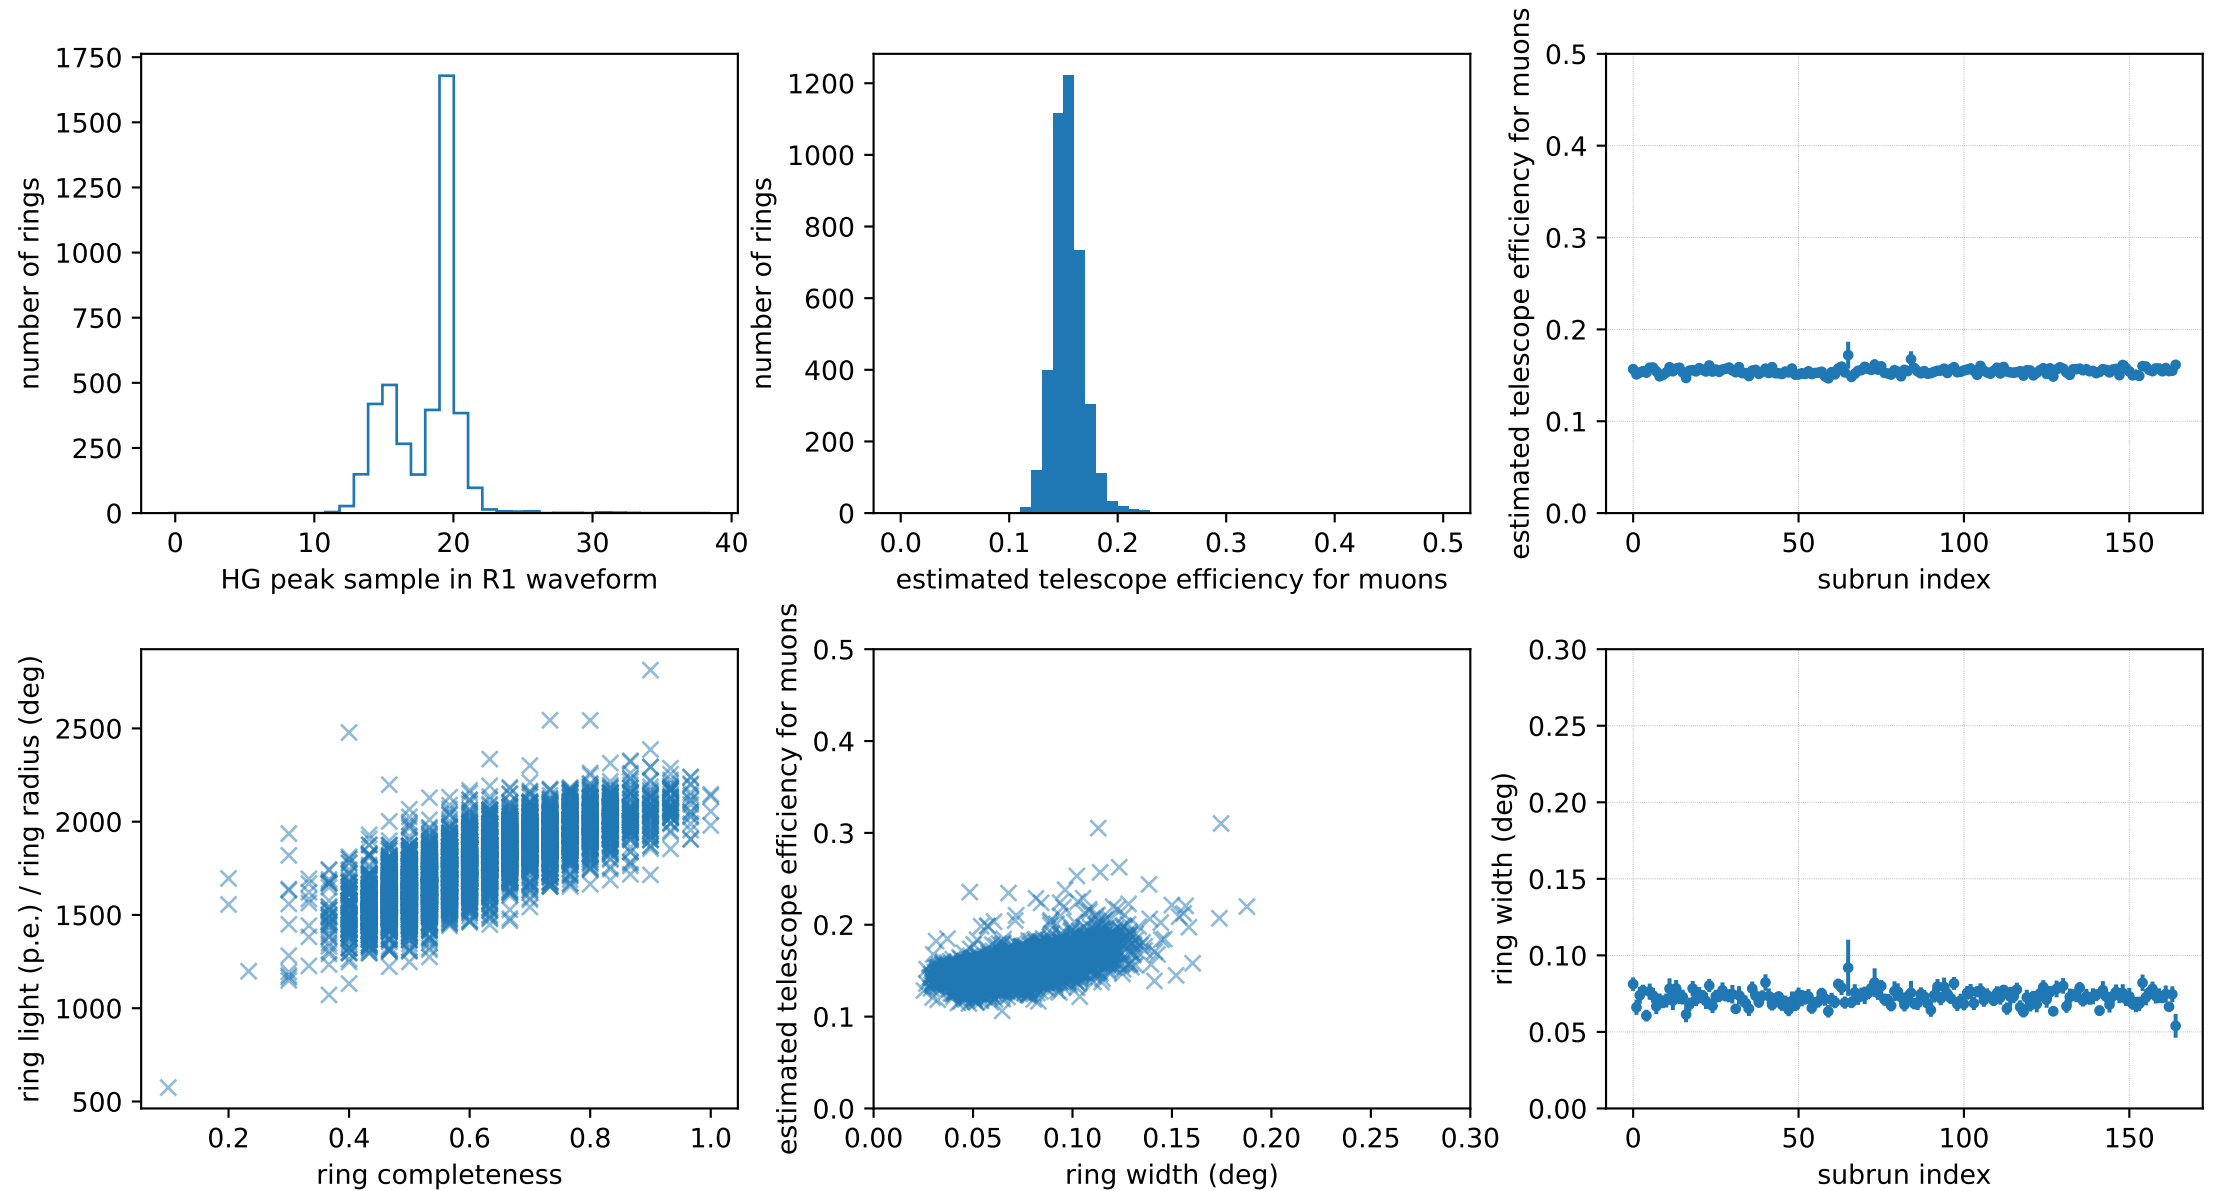 number of rings
1750
1500
1250
1000
750
500
250
0
0 10 20 30 40
HG peak sample in R1 waveform
number of rings
1200
1000
800
600
400
200
0
0.0 0.1 0.2 0.3 0.4 0.5
estimated telescope efficiency for muons
estimated telescope efficiency for muons
0.5
0.4
0.3
0.2
0.1
0.0
0 50 100 150
subrun index
ring light (p.e.) / ring radius (deg)
2500
2000
1500
1000
500
0.2 0.4 0.6 0.8 1.0
ring completeness
estimated telescope efficiency for muons
0.5
0.4
0.3
0.2
0.1
0.0
0.00 0.05 0.10 0.15 0.20 0.25 0.30
ring width (deg)
ring width (deg)
0.30
0.25
0.20
0.15
0.10
0.05
0.00
0 50 100 150
subrun index